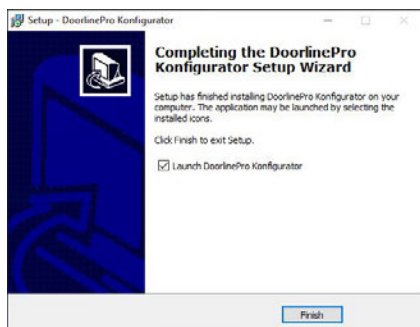 Setup - DoorlinePro Konfigurator
Completing the DoorlinePro
Konfigurator Setup Wizard
Setup has finished installing DoorlinePro Konfigurator on your
computer. The application may be launched by selecting the
installed icons.
Click Finish to exit Setup.
Launch DoorlinePro Konfigurator
Finish